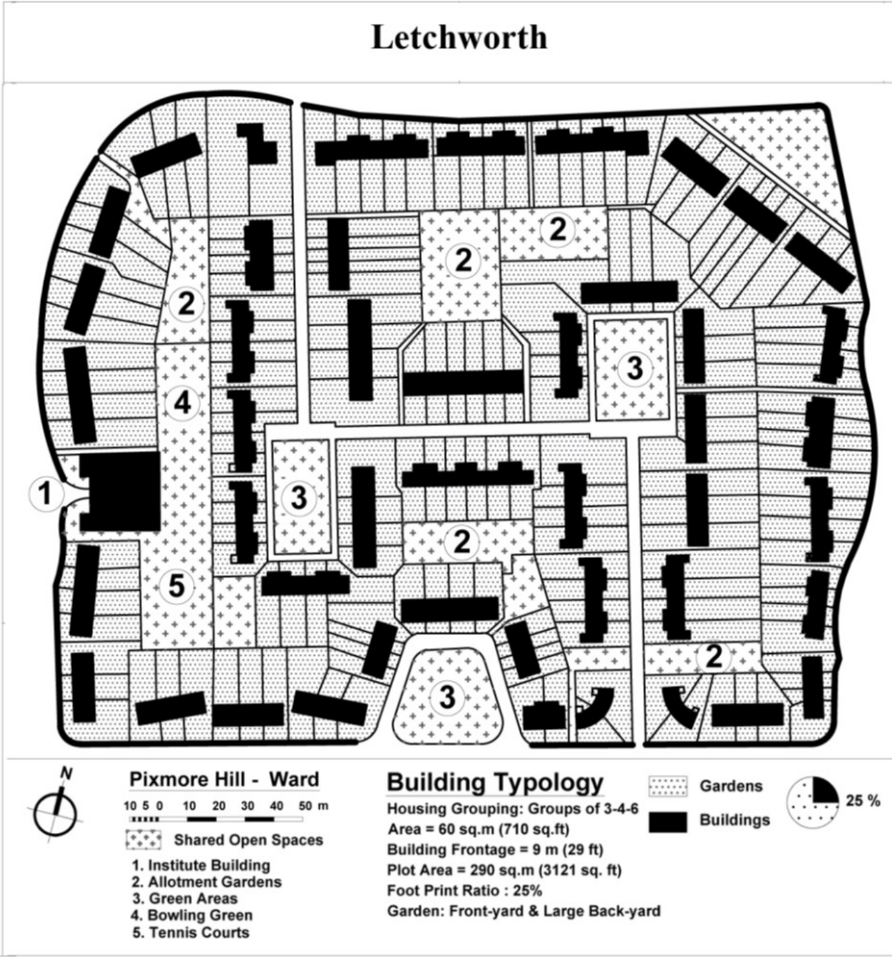 Letchworth
2
2
2
3
4
1
3
2
5
2
3
N
Pixmore Hill - Ward
10 5 0 10 20 30 40 50 m
Shared Open Spaces
1. Institute Building
2. Allotment Gardens
3. Green Areas
4. Bowling Green
5. Tennis Courts
Building Typology
Housing Grouping: Groups of 3-4-6
Area = 60 sq.m (710 sq.ft)
Building Frontage = 9 m (29 ft)
Plot Area = 290 sq.m (3121 sq. ft)
Foot Print Ratio : 25%
Garden: Front-yard & Large Back-yard
Gardens
Buildings
25 %